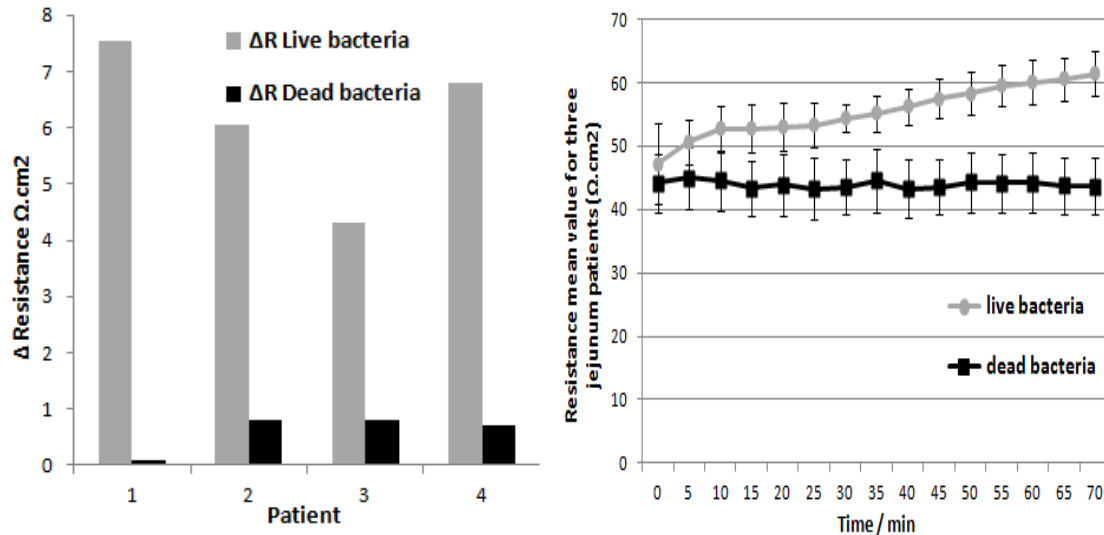 8
7
6
5
4
3
2
1
0
Δ Resistance Ω.cm2
ΔR Live bacteria
ΔR Dead bacteria
1 2 3 4
Patient
70
60
50
40
30
20
10
0
Resistance mean value for three
jejunum patients (Ω.cm2)
live bacteria
dead bacteria
0 5 10 15 20 25 30 35 40 45 50 55 60 65 70
Time / min